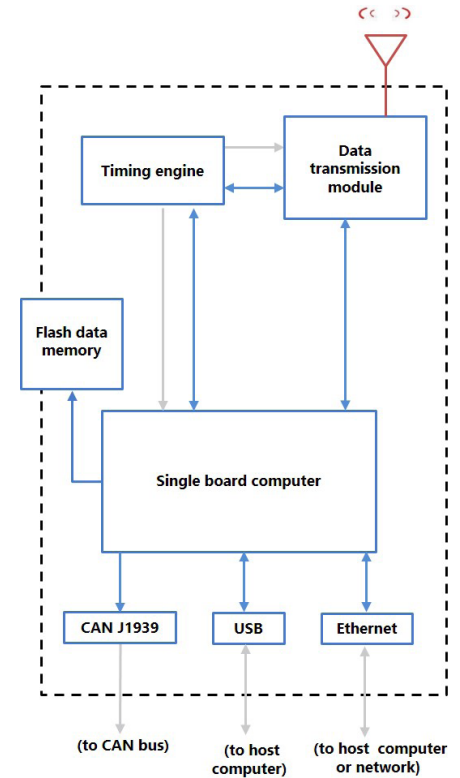 Timing engine
Data
transmission
module
Flash data
memory
Single board computer
CAN J1939
USB
Ethernet
(to CAN bus)
(to host
computer)
(to host computer
or network)